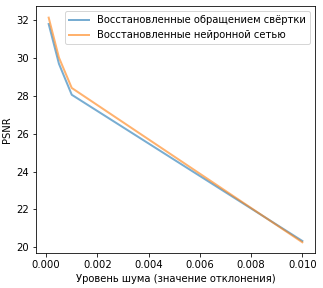 Восстановленные обращением свёртки
Восстановленные нейронной сетью
32
30
28
26
24
22
20
PSNR
0.000 0.002 0.004 0.006 0.008 0.010
Уровень шума (значение отклонения)